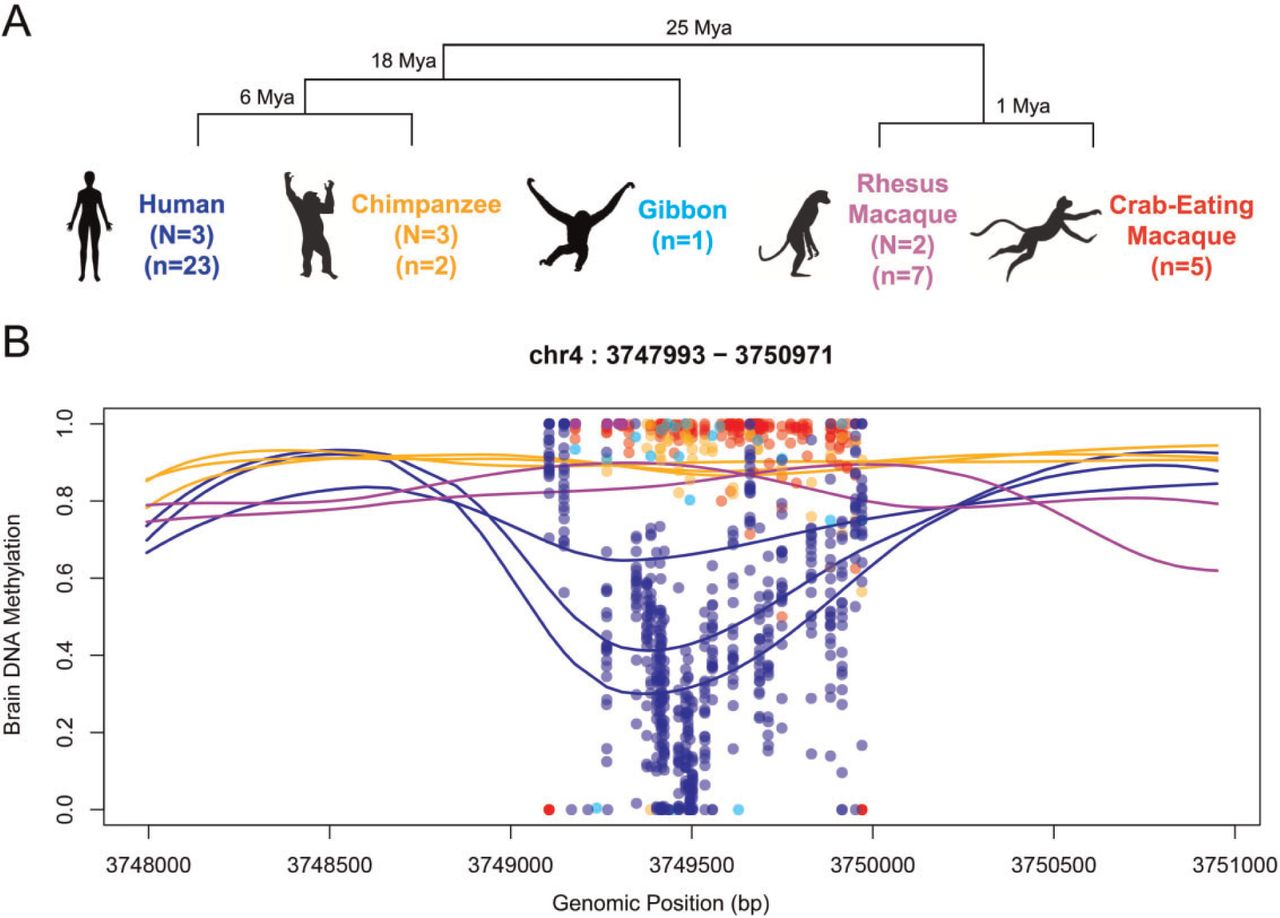 A
25 Mya
18 Mya
6 Mya
1 Mya
Human
(N=3)
(n=23)
Chimpanzee
(N=3)
(n=2)
Gibbon
(n=1)
Rhesus
Macaque
(N=2)
(n=7)
Crab-Eating
Macaque
(n=5)
B
chr4 : 3747993 − 3750971
Brain DNA Methylation
1.0
0.8
0.6
0.4
0.2
0.0
3748000 3748500 3749000 3749500 3750000 3750500 3751000
Genomic Position (bp)